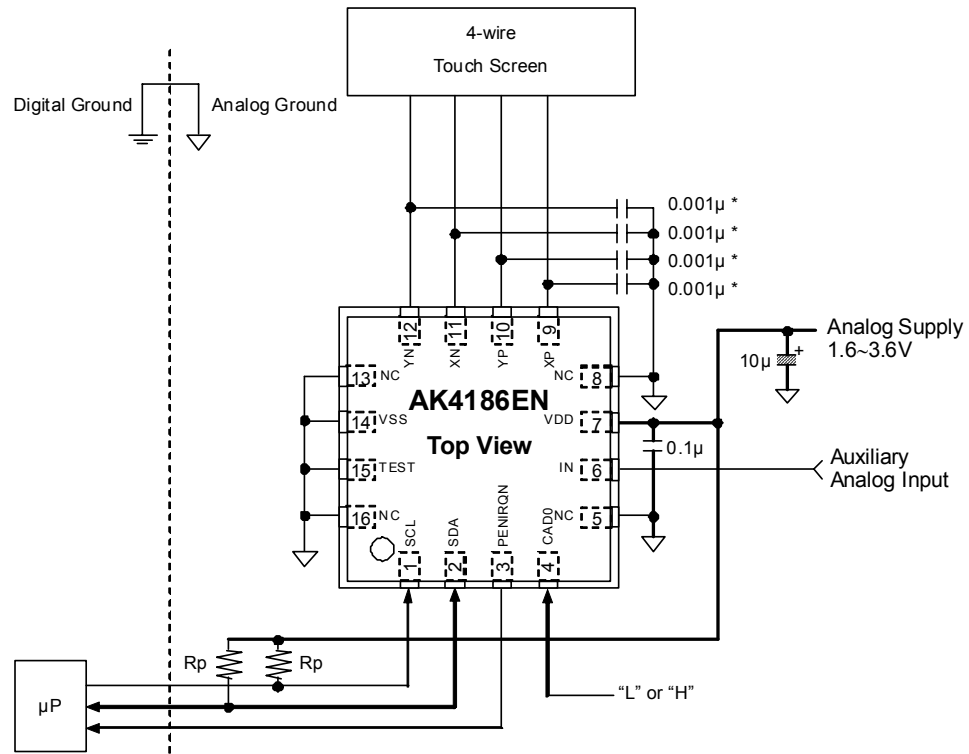 4-wire
Touch Screen
Digital Ground
Analog Ground
0.001μ *
0.001μ *
0.001μ *
0.001μ *
12
11
10
9
YN
XN
YP
XP
Analog Supply
1.6~3.6V
10μ
+
13 NC
NC 8
AK4186EN
14 VSS
VDD 7
Top View
0.1μ
15 TEST
IN 6
Auxiliary
Analog Input
16 NC
NC 5
SCL
SDA
PENIRQN
CAD0
1
2
3
4
Rp
Rp
"L" or "H"
μP